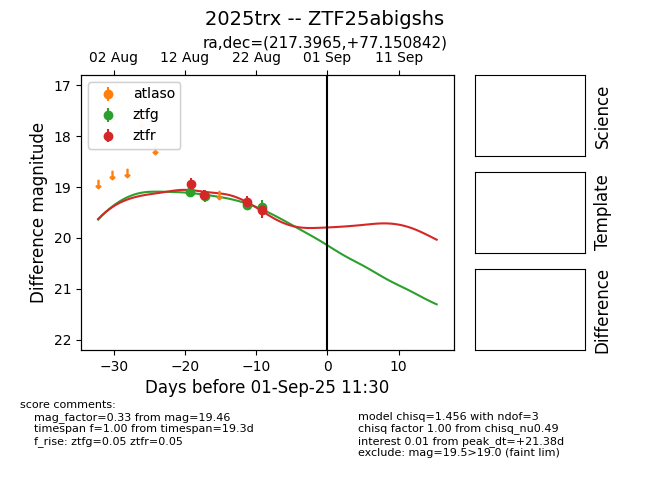 2025trx -- ZTF25abigshs
ra,dec=(217.3965,+77.150842)
02 Aug 12 Aug 22 Aug 01 Sep 11 Sep
atlaso
ztfg
ztfr
17
18
19
20
21
22
Difference magnitude
−30 −20 −10 0 10
Days before 01-Sep-25 11:30
Science
Template
Difference
score comments:
mag_factor=0.33 from mag=19.46
timespan f=1.00 from timespan=19.3d
f_rise: ztfg=0.05 ztfr=0.05
model chisq=1.456 with ndof=3
chisq factor 1.00 from chisq_nu0.49
interest 0.01 from peak_dt=+21.38d
exclude: mag=19.5>19.0 (faint lim)